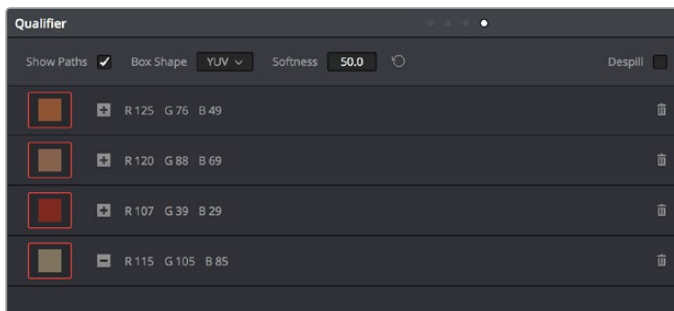 Qualifier
Show Paths Box Shape YUV Softness 50.0 Despill
R 125 G 76 B 49
R 120 G 88 B 69
R 107 G 39 B 29
R 115 G 105 B 85